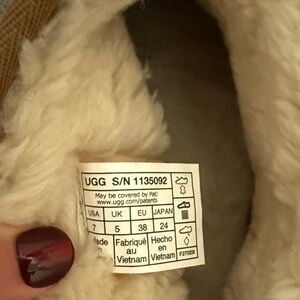 UGG S/N 1135092
May be covered by Pat:
www.ugg.com/patents
USA UK EU JAPAN
7 5 38 24
Made in Fabriqué au Hecho en
Vietnam Vietnam